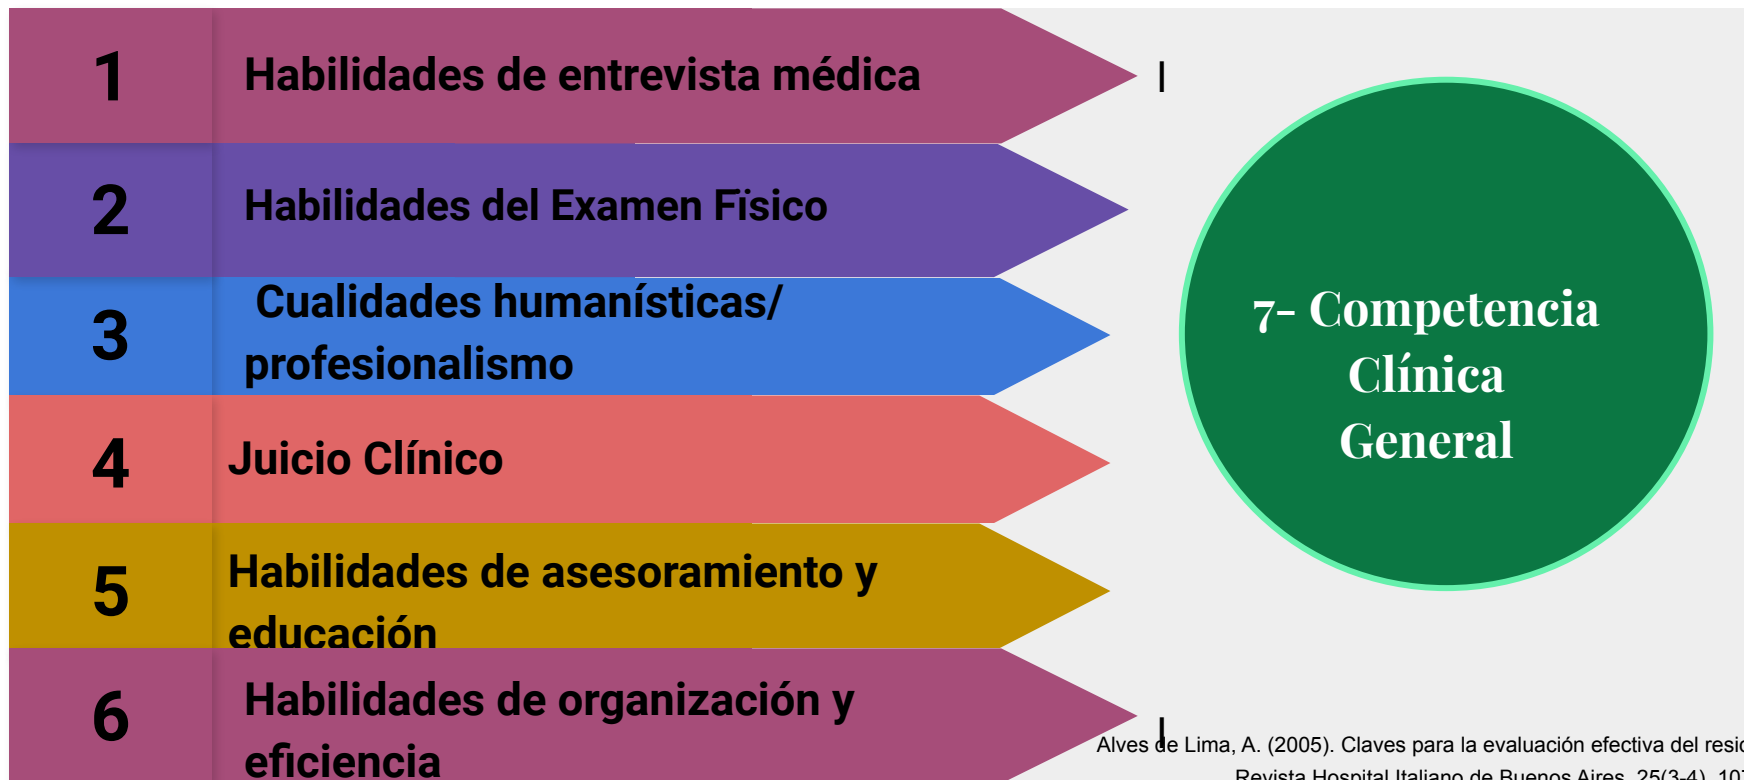 1
Habilidades de entrevista médica
l
2
Habilidades del Examen Físico
3
Cualidades humanísticas/
profesionalismo
4
Juicio Clínico
5
Habilidades de asesoramiento y
educación
6
Habilidades de organización y
eficiencia
l
7- Competencia
Clínica
General
Alves de Lima, A. (2005). Claves para la evaluación efectiva del resid
Revista Hospital Italiano de Buenos Aires, 25(3-4), 107